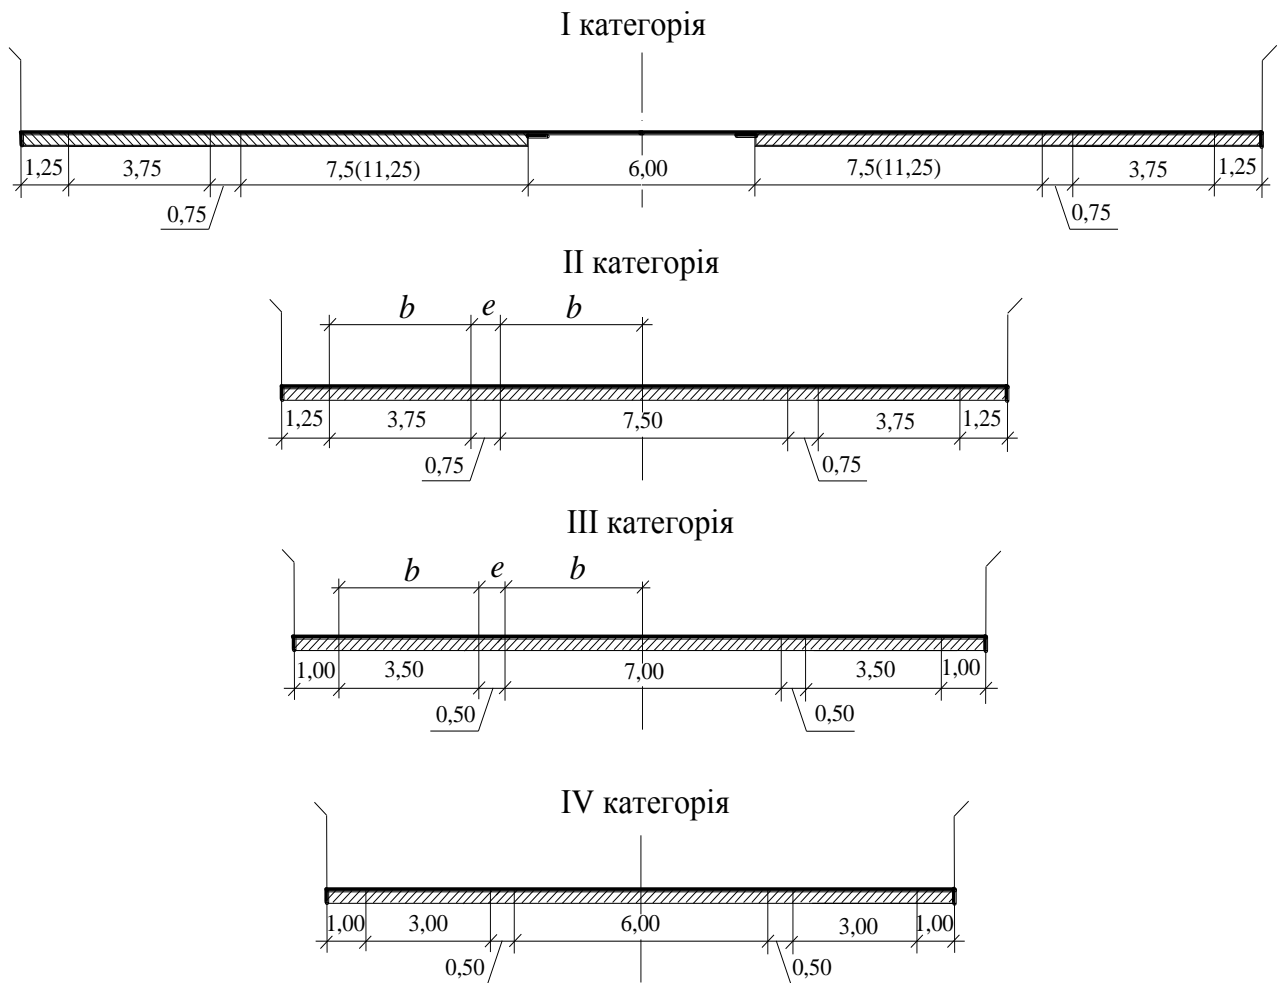 І категорія
1,25 3,75 7,5(11,25) 6,00 7,5(11,25) 3,75 1,25
0,75 0,75
ІІ категорія
b e b
1,25 3,75 7,50 3,75 1,25
0,75 0,75
ІІІ категорія
b e b
1,00 3,50 7,00 3,50 1,00
0,50 0,50
IV категорія
1,00 3,00 6,00 3,00 1,00
0,50 0,50